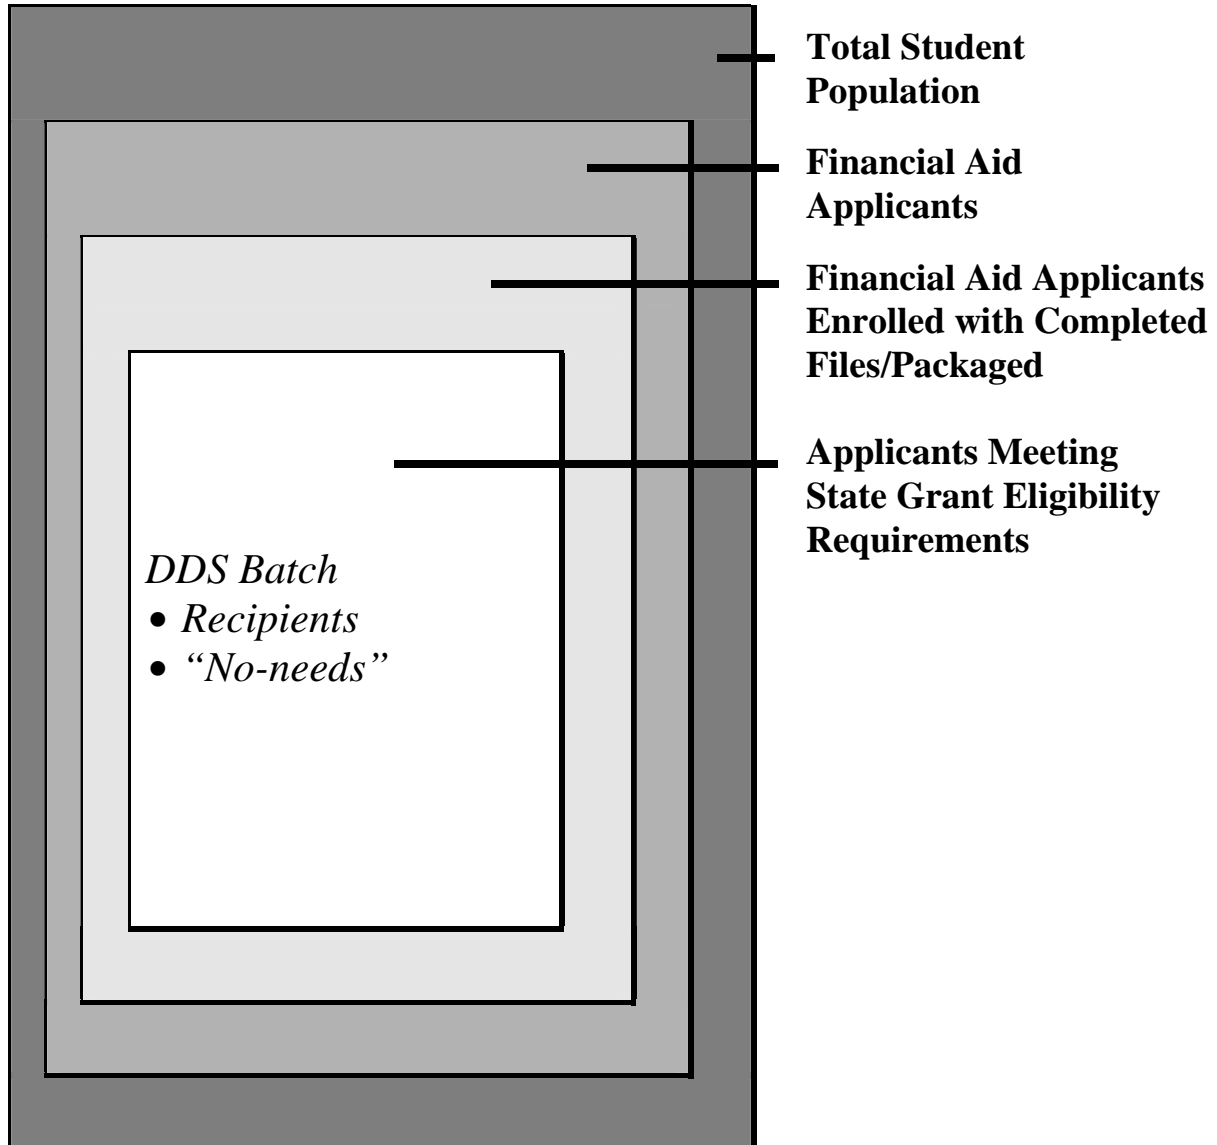 Total Student
Population
Financial Aid
Applicants
Financial Aid Applicants
Enrolled with Completed
Files/Packaged
Applicants Meeting
State Grant Eligibility
Requirements
DDS Batch
• Recipients
• “No-needs”